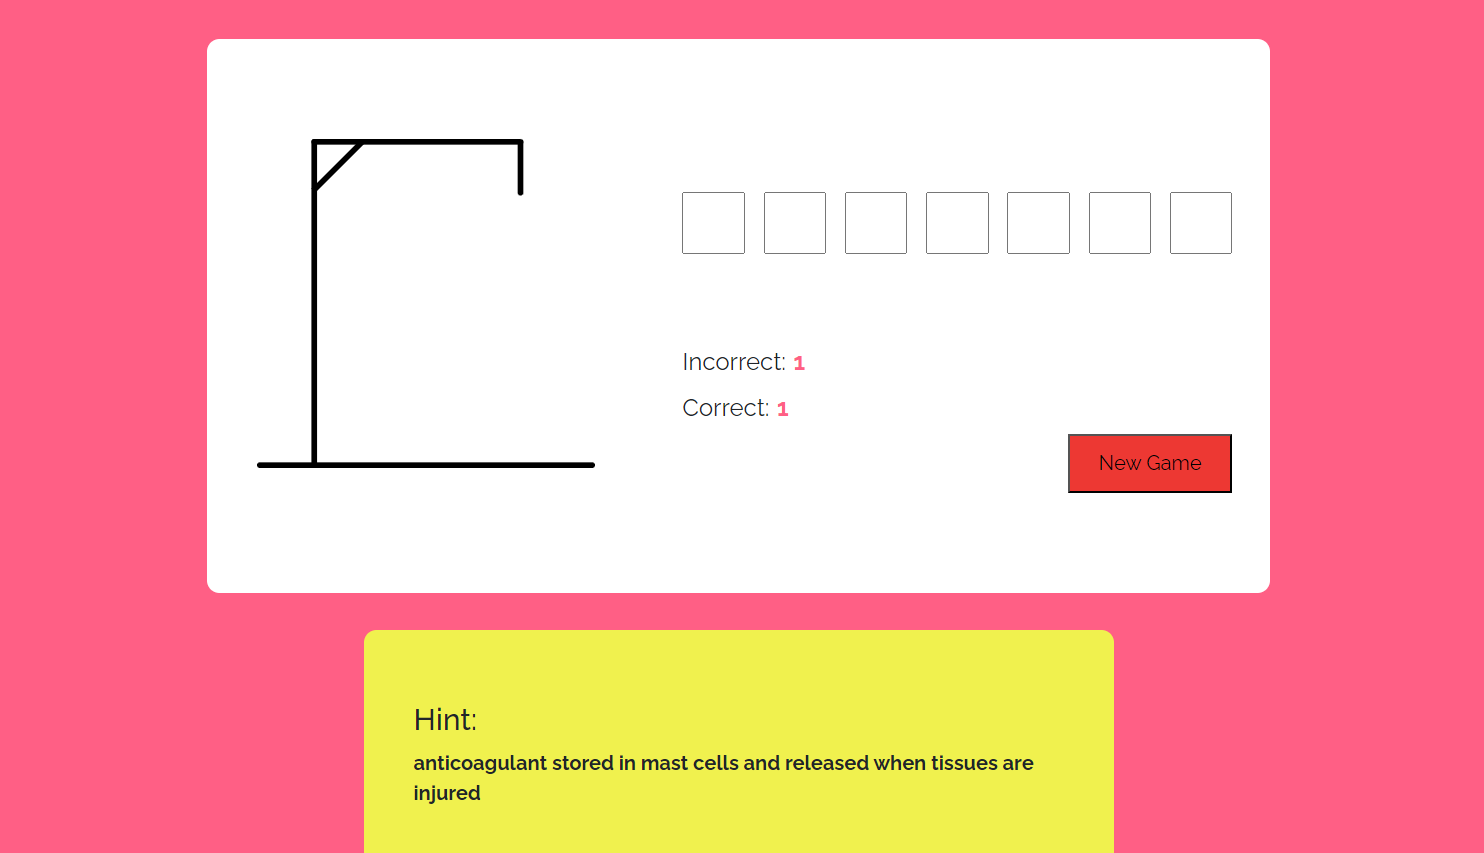 Incorrect: 1
Correct: 1
New Game
Hint:
anticoagulant stored in mast cells and released when tissues are
injured